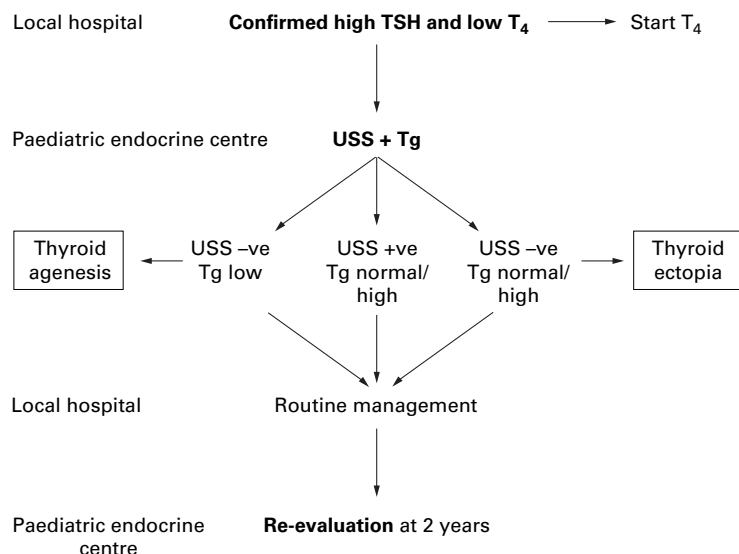 Local hospital Confirmed high TSH and low T₄ Start T₄
Paediatric endocrine centre USS + Tg
Thyroid agenesis
USS –ve
Tg low
USS +ve
Tg normal/
high
USS –ve
Tg normal/
high
Thyroid
ectopia
Local hospital Routine management
Paediatric endocrine
centre
Re-evaluation at 2 years